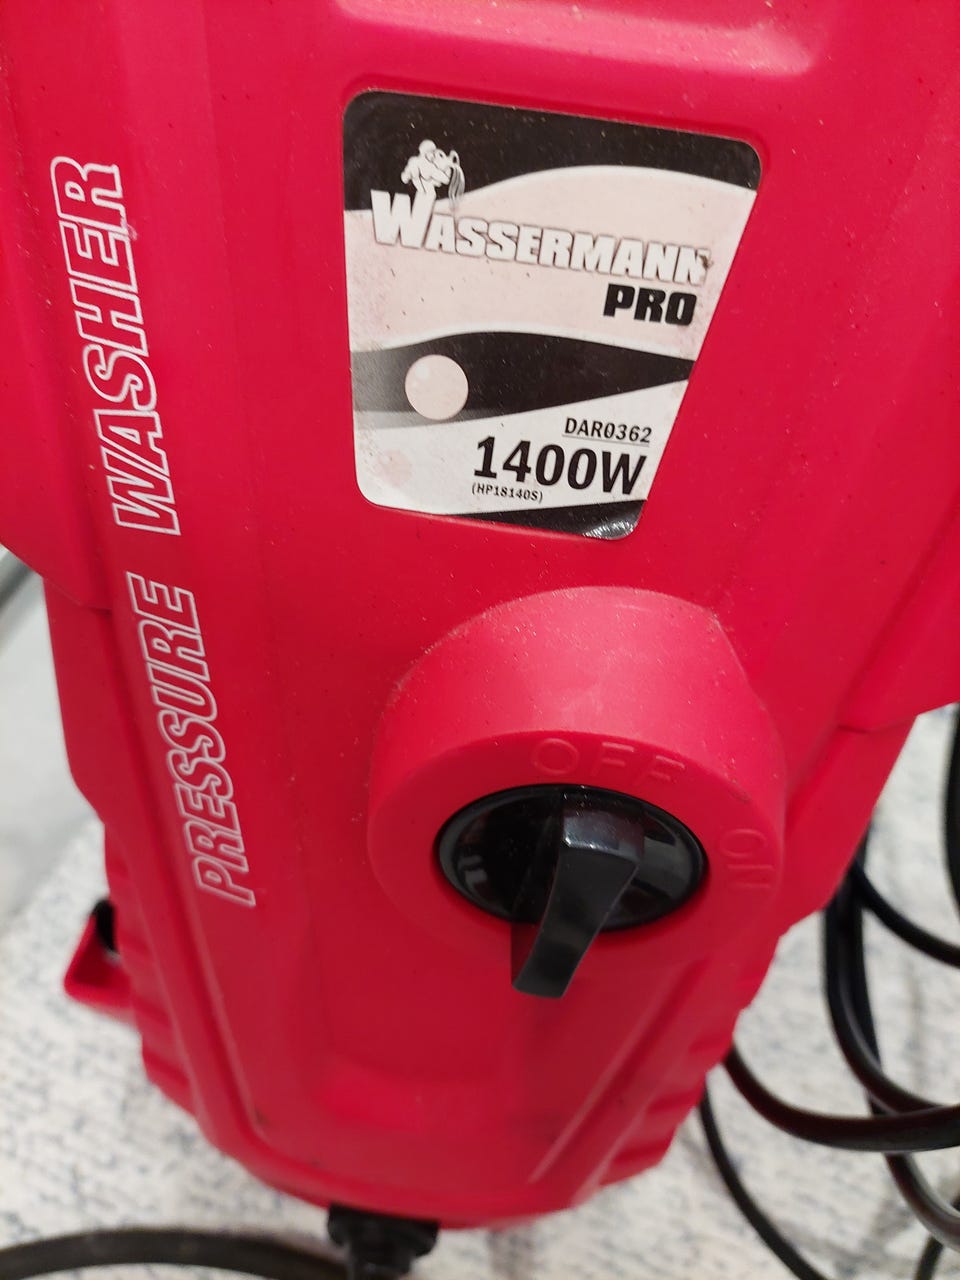 WASSERMANN
PRO
DAR0362
1400W
(HP18140S)
PRESSURE WASHER
OFF
ON